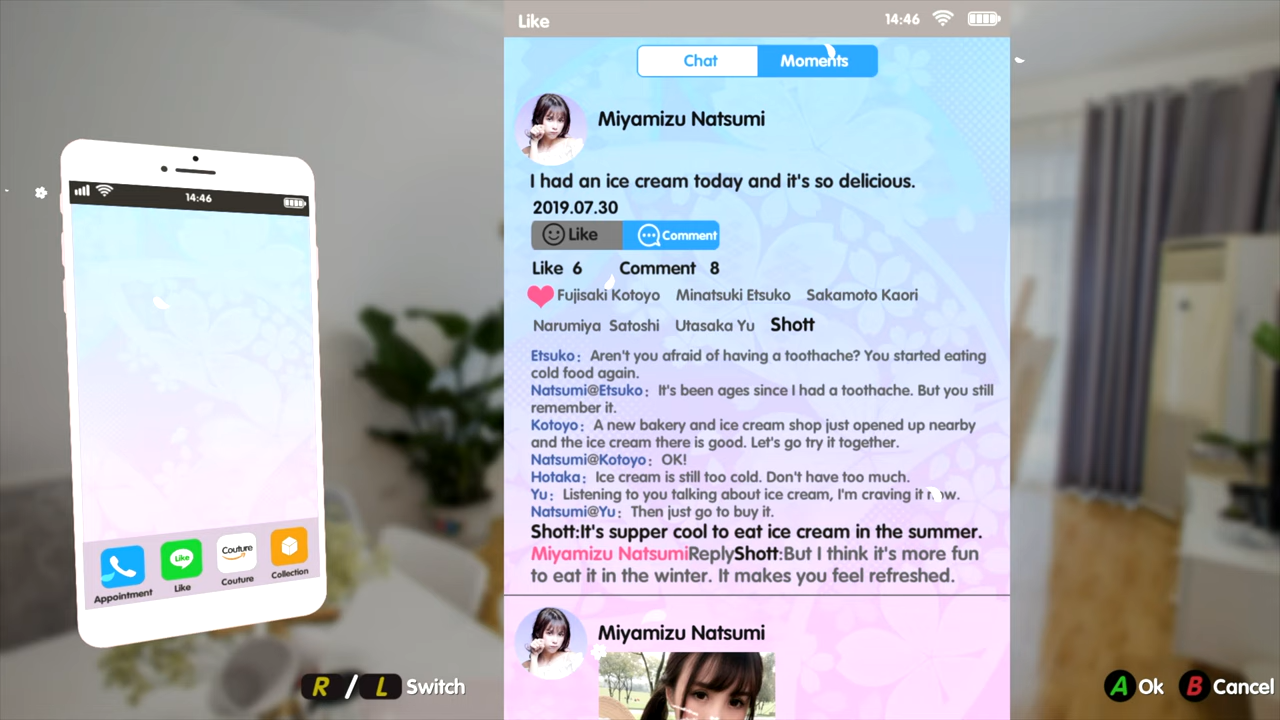 Like 14:46
Chat Moments
Miyamizu Natsumi
I had an ice cream today and it's so delicious.
2019.07.30
Like Comment
Like 6 Comment 8
Fujisaki Kotoyo Minatsuki Etsuko Sakamoto Kaori
Narumiya Satoshi Utasaka Yu Shott
Etsuko: Aren't you afraid of having a toothache? You started eating
cold food again.
Natsumi@Etsuko: It's been ages since I had a toothache. But you still
remember it.
Kotoyo: A new bakery and ice cream shop just opened up nearby
and the ice cream there is good. Let's go try it together.
Natsumi@Kotoyo: OK!
Hotaka: Ice cream is still too cold. Don't have too much.
Yu: Listening to you talking about ice cream, I'm craving it now.
Natsumi@Yu: Then just go to buy it.
Shott:It's supper cool to eat ice cream in the summer.
Miyamizu NatsumiReplyShott:But I think it's more fun
to eat it in the winter. It makes you feel refreshed.
Miyamizu Natsumi
14:46
Like
Couture
Appointment Like Couture Collection
R / L Switch
A Ok B Cancel